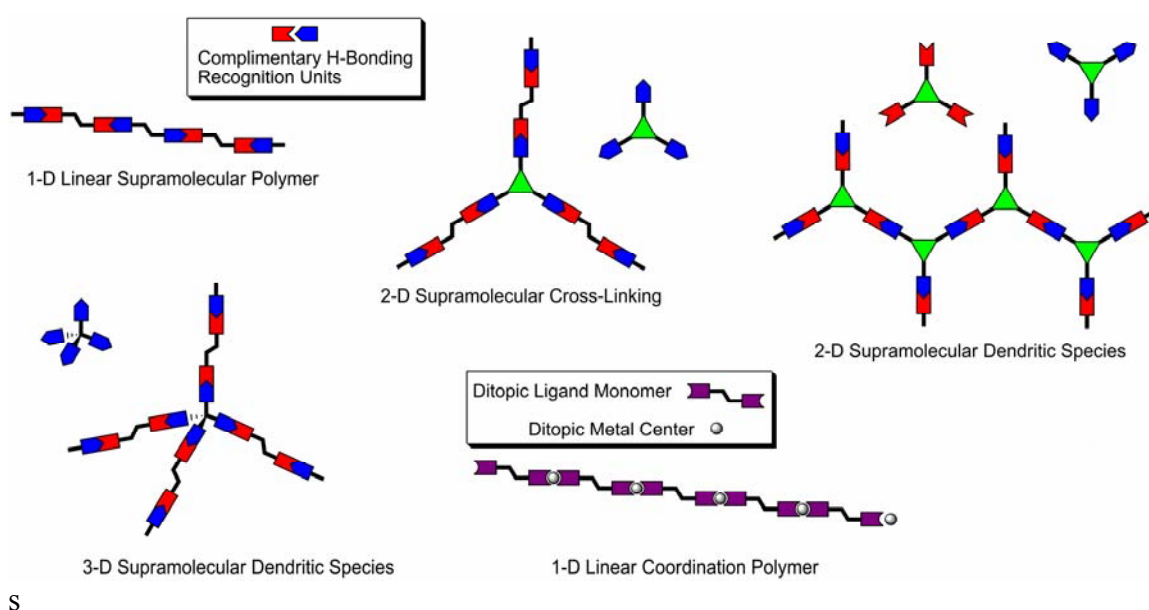 Complimentary H-Bonding
Recognition Units
1-D Linear Supramolecular Polymer
2-D Supramolecular Cross-Linking
2-D Supramolecular Dendritic Species
Ditopic Ligand Monomer
Ditopic Metal Center
3-D Supramolecular Dendritic Species
1-D Linear Coordination Polymer
S